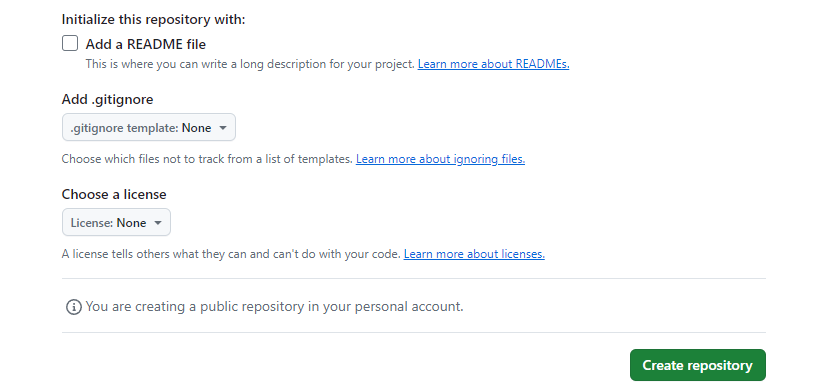 Initialize this repository with:
Add a README file
This is where you can write a long description for your project. Learn more about READMEs.
Add .gitignore
.gitignore template: None
Choose which files not to track from a list of templates. Learn more about ignoring files.
Choose a license
License: None
A license tells others what they can and can't do with your code. Learn more about licenses.
You are creating a public repository in your personal account.
Create repository